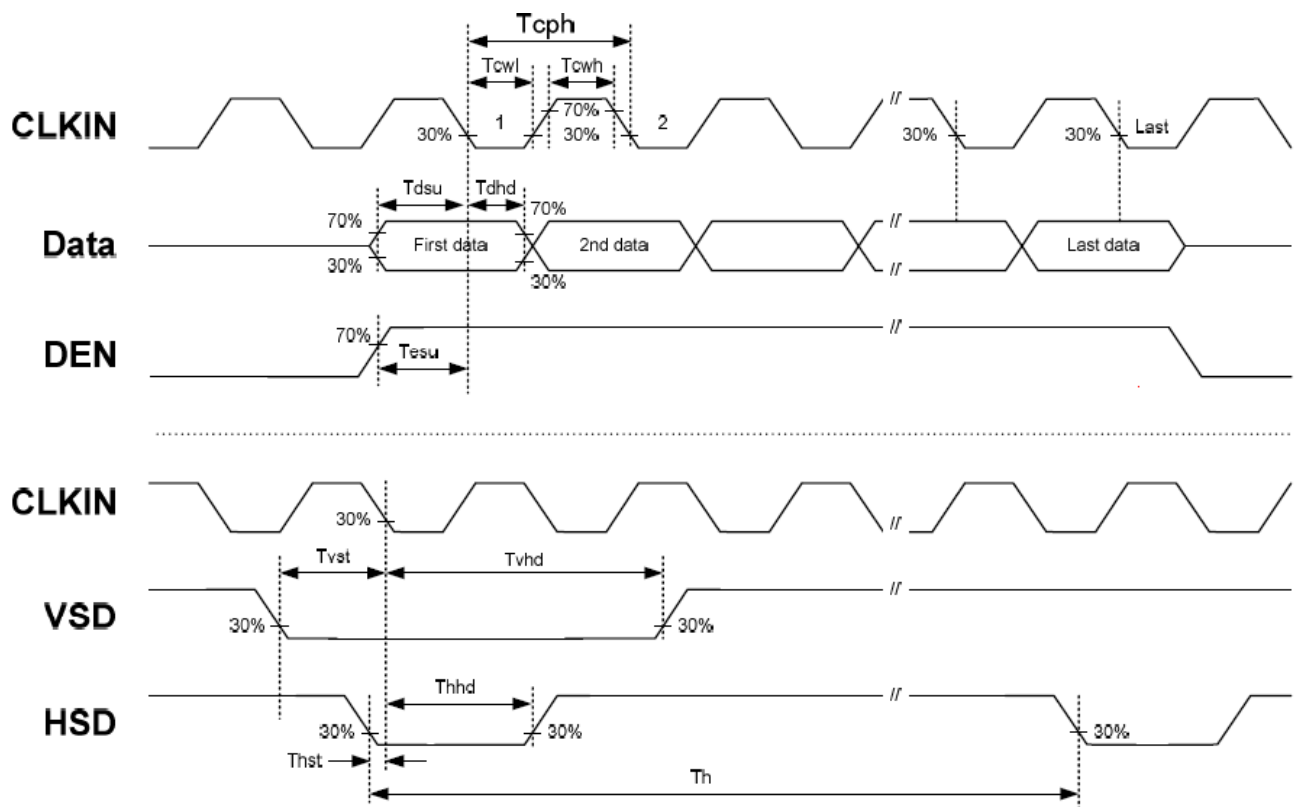 Tcph
Tcwl Tcwh
CLKIN 30% 1 70% 30% 2 // 30% 30% Last
Tdsu Tdhd
Data 70% 30% First data 70% 30% 2nd data // // Last data
DEN 70% Tesu //
CLKIN 30% //
Tvst Tvhd
VSD 30% 30% //
Thhd
HSD 30% 30% // 30%
Thst
Th